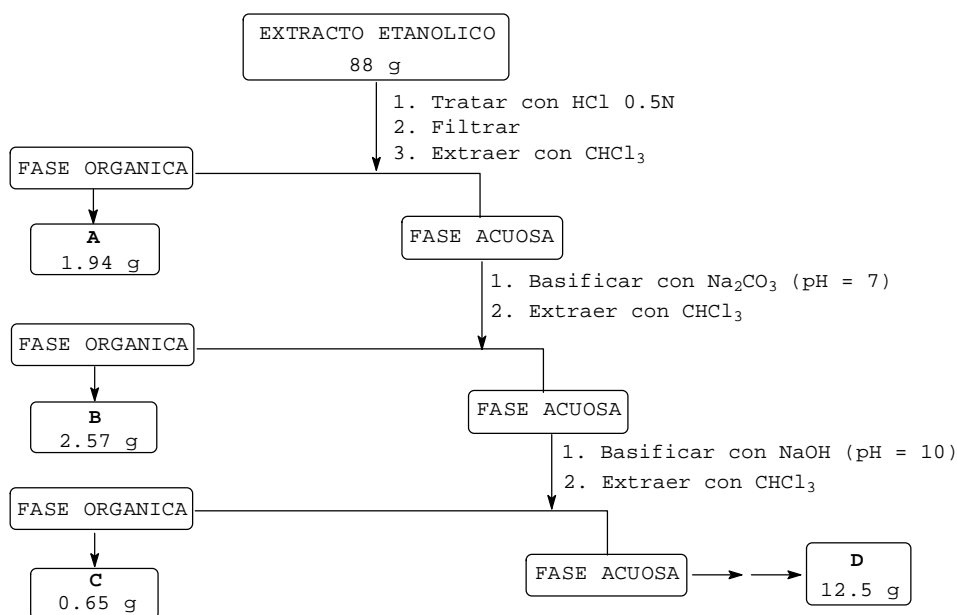 EXTRACTO ETANOLICO
88 g
1. Tratar con HCl 0.5N
2. Filtrar
3. Extraer con CHCl₃
FASE ORGANICA
A
1.94 g
FASE ACUOSA
1. Basificar con Na₂CO₃ (pH = 7)
2. Extraer con CHCl₃
FASE ORGANICA
B
2.57 g
FASE ACUOSA
1. Basificar con NaOH (pH = 10)
2. Extraer con CHCl₃
FASE ORGANICA
C
0.65 g
FASE ACUOSA
D
12.5 g